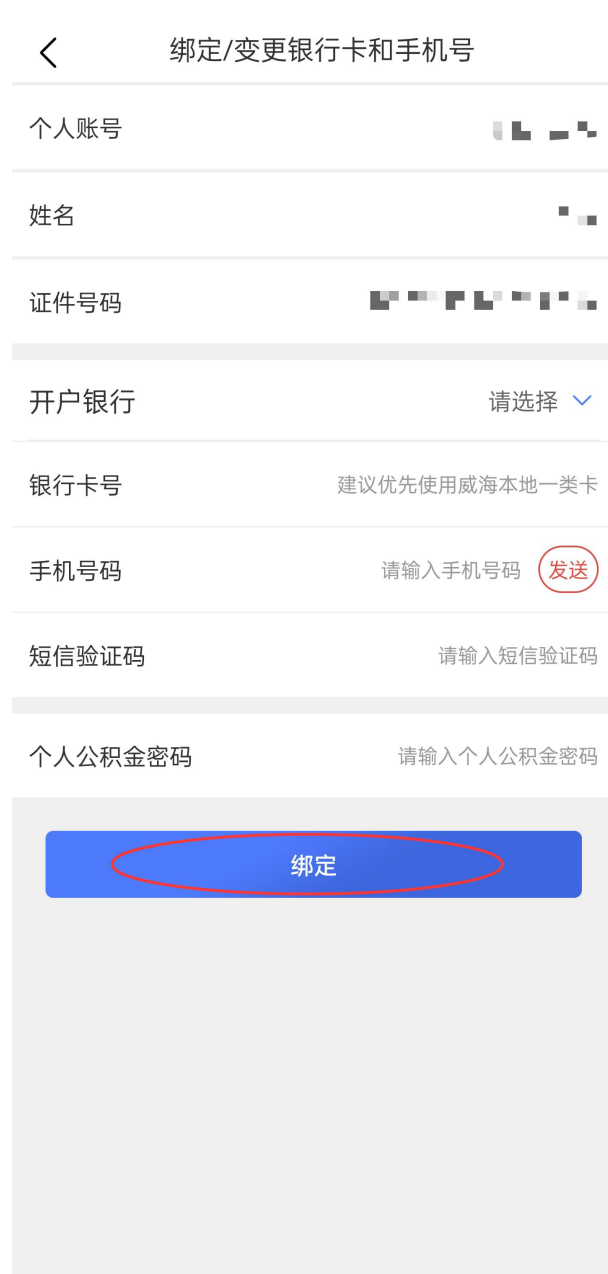 绑定/变更银行卡和手机号
个人账号
姓名
证件号码
开户银行 请选择
银行卡号 建议优先使用威海本地一类卡
手机号码 请输入手机号码 发送
短信验证码 请输入短信验证码
个人公积金密码 请输入个人公积金密码
绑定